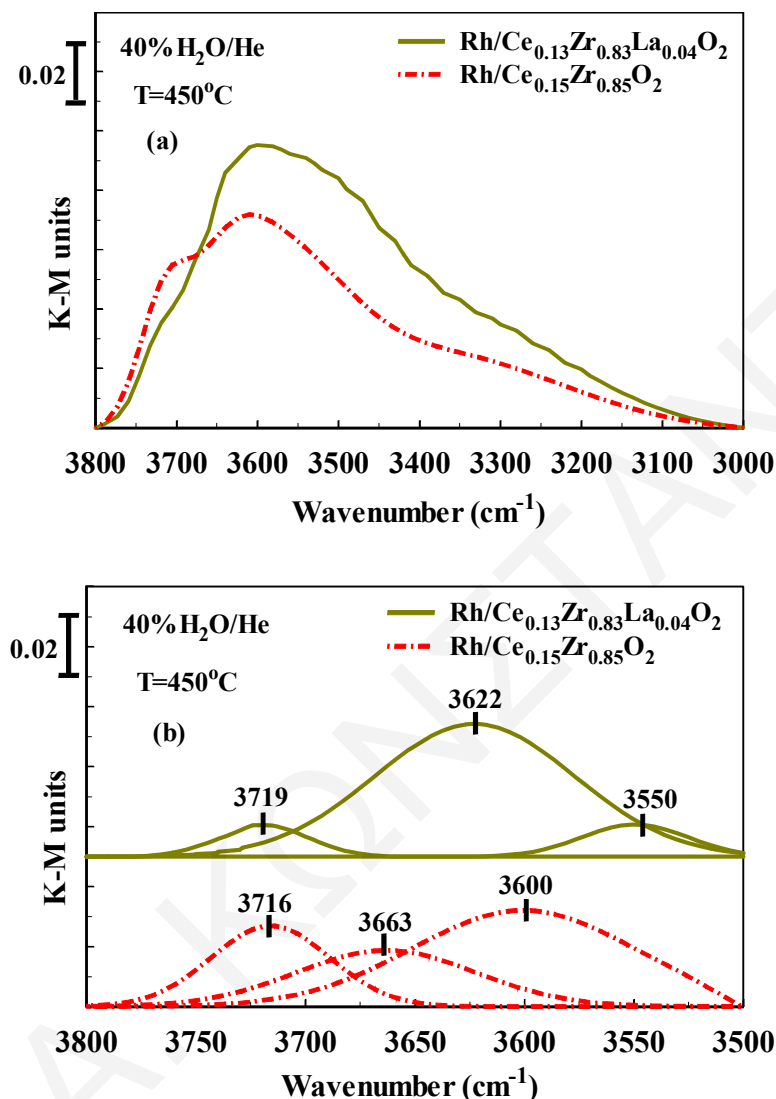 40%H₂O/He
T=450°C
(a)
0.02
Rh/Ce₀.₁₃Zr₀.₈₃La₀.₀₄O₂
Rh/Ce₀.₁₅Zr₀.₈₅O₂
K-M units
3800 3700 3600 3500 3400 3300 3200 3100 3000
Wavenumber (cm⁻¹)
40%H₂O/He
T=450°C
(b)
0.02
Rh/Ce₀.₁₃Zr₀.₈₃La₀.₀₄O₂
Rh/Ce₀.₁₅Zr₀.₈₅O₂
3622
3719
3550
3716
3663
3600
K-M units
3800 3750 3700 3650 3600 3550 3500
Wavenumber (cm⁻¹)
ΚΩΝΣΤΑΝ